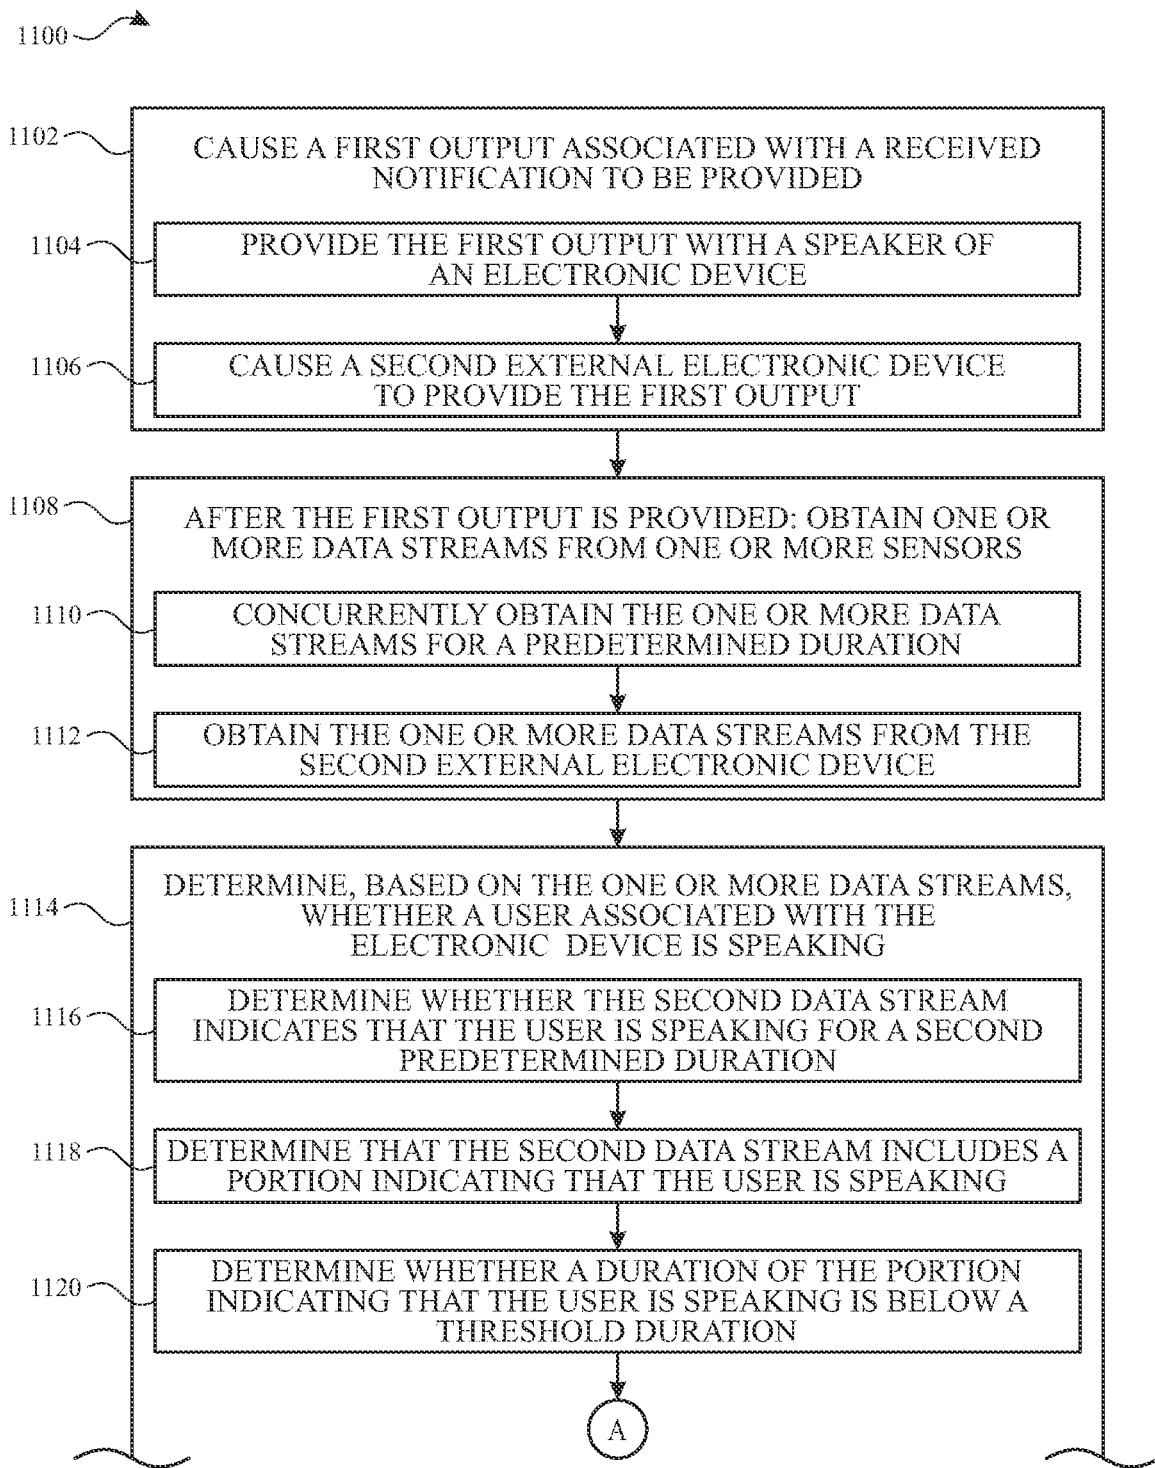 1100
1102
CAUSE A FIRST OUTPUT ASSOCIATED WITH A RECEIVED
NOTIFICATION TO BE PROVIDED
1104
PROVIDE THE FIRST OUTPUT WITH A SPEAKER OF
AN ELECTRONIC DEVICE
1106
CAUSE A SECOND EXTERNAL ELECTRONIC DEVICE
TO PROVIDE THE FIRST OUTPUT
1108
AFTER THE FIRST OUTPUT IS PROVIDED: OBTAIN ONE OR
MORE DATA STREAMS FROM ONE OR MORE SENSORS
1110
CONCURRENTLY OBTAIN THE ONE OR MORE DATA
STREAMS FOR A PREDETERMINED DURATION
1112
OBTAIN THE ONE OR MORE DATA STREAMS FROM THE
SECOND EXTERNAL ELECTRONIC DEVICE
1114
DETERMINE, BASED ON THE ONE OR MORE DATA STREAMS,
WHETHER A USER ASSOCIATED WITH THE
ELECTRONIC DEVICE IS SPEAKING
1116
DETERMINE WHETHER THE SECOND DATA STREAM
INDICATES THAT THE USER IS SPEAKING FOR A SECOND
PREDETERMINED DURATION
1118
DETERMINE THAT THE SECOND DATA STREAM INCLUDES A
PORTION INDICATING THAT THE USER IS SPEAKING
1120
DETERMINE WHETHER A DURATION OF THE PORTION
INDICATING THAT THE USER IS SPEAKING IS BELOW A
THRESHOLD DURATION
A